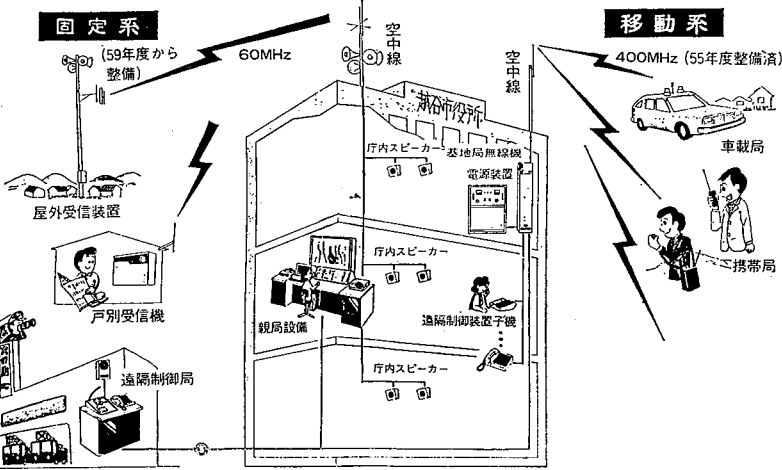 固定系
(59年度から
整備)
60MHz
空中線
空中線
移動系
400MHz (55年度整備済)
越谷市役所
庁内スピーカー
基地局無線機
電源装置
車載局
屋外受信装置
携帯局
戸別受信機
庁内スピーカー
親局設備
遠隔制御装置子機
遠隔制御局
庁内スピーカー